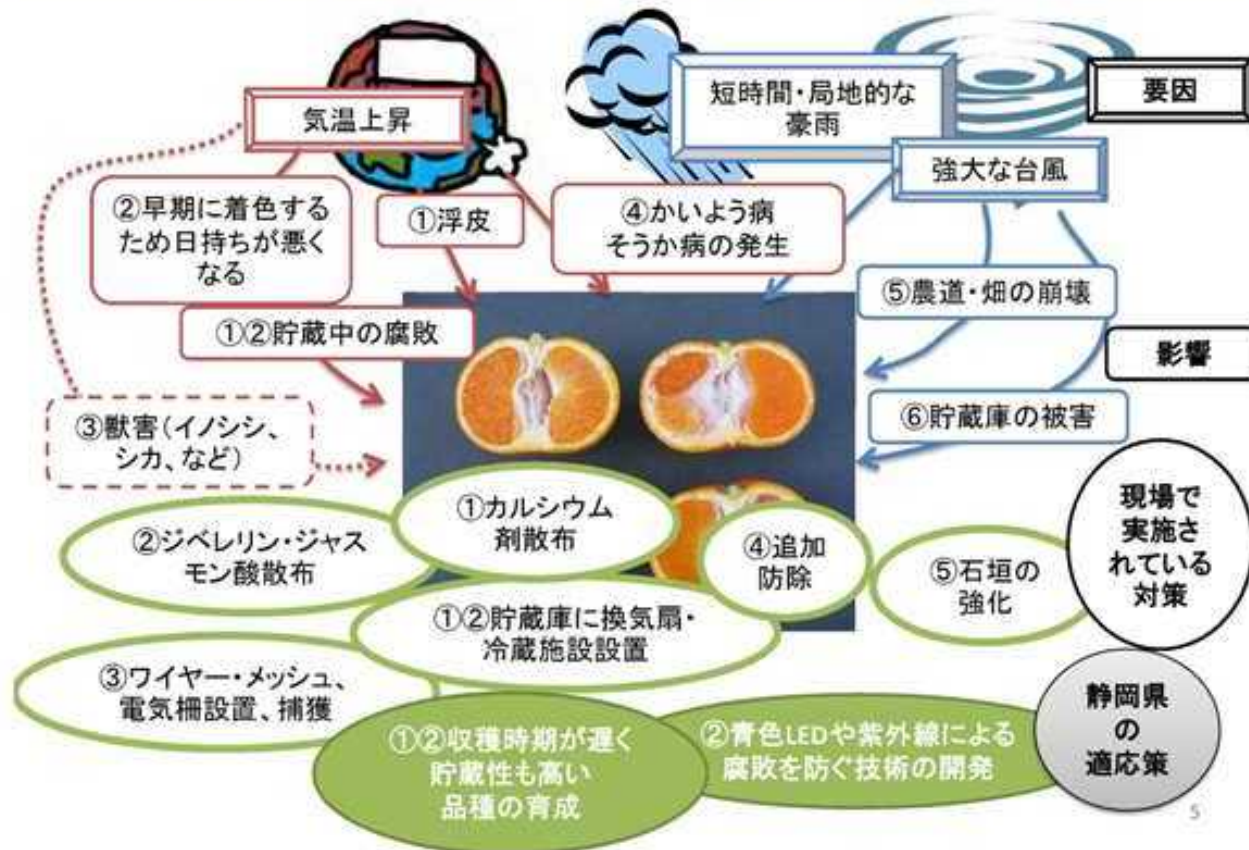 要因
気温上昇
短時間・局地的な
豪雨
強大な台風
②早期に着色する
ため日持ちが悪く
なる
①浮皮
④かいよう病
そうか病の発生
⑤農道・畑の崩壊
①②貯蔵中の腐敗
影響
③獣害(イノシシ、
シカ、など)
⑥貯蔵庫の被害
①カルシウム
剤散布
②ジベレリン・ジャス
モン酸散布
④追加
防除
⑤石垣の
強化
現場で
実施さ
れている
対策
①②貯蔵庫に換気扇・
冷蔵施設設置
③ワイヤー・メッシュ、
電気柵設置、捕獲
①②収穫時期が遅く
貯蔵性も高い
品種の育成
②青色LEDや紫外線による
腐敗を防ぐ技術の開発
静岡県
の
適応策
5